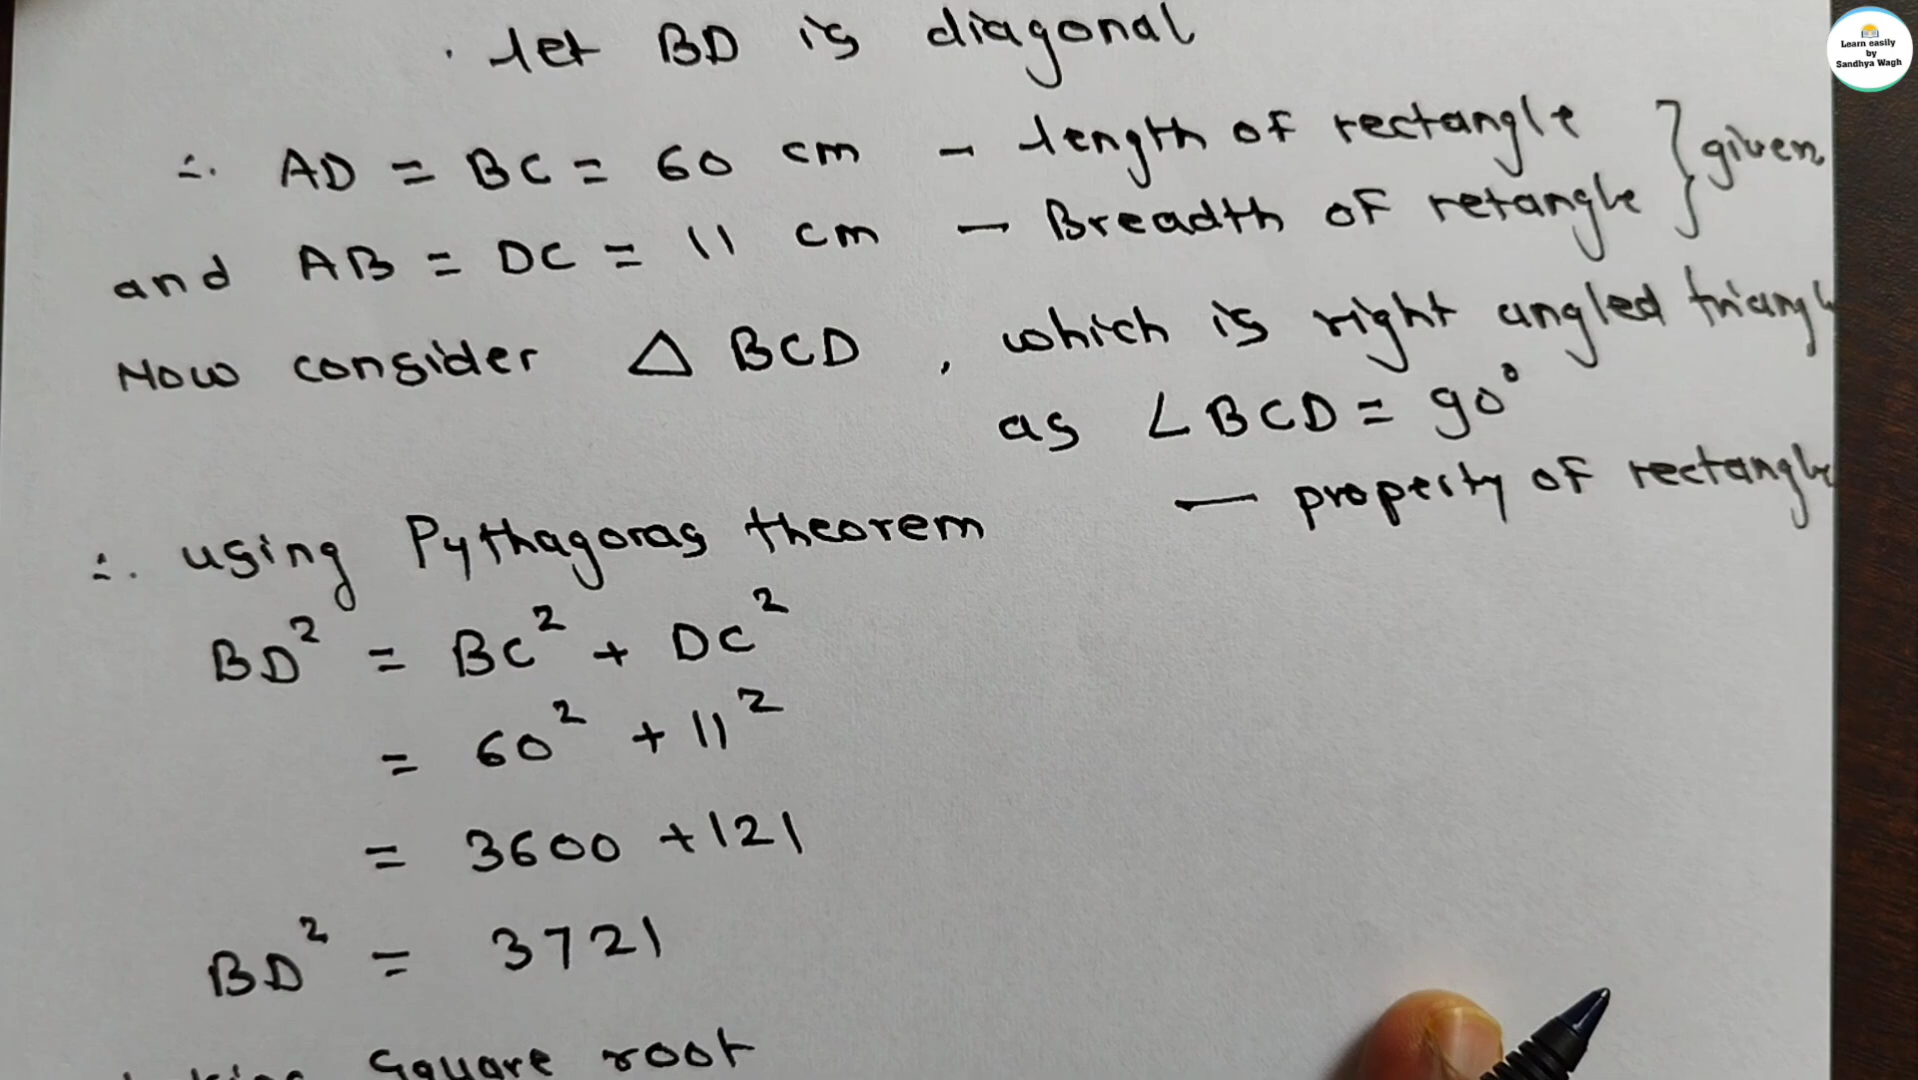 let BD is diagonal
∴ AD = BC = 60 cm - length of rectangle } given
and AB = DC = 11 cm - Breadth of retangle
Now consider △ BCD , which is right angled
as ∠BCD = 90°
- property of rectangle
∴ using Pythagoras theorem
BD² = BC² + DC²
= 60² + 11²
= 3600 + 121
BD² = 3721
square root
Learn easily
by
Sandhya Wagh